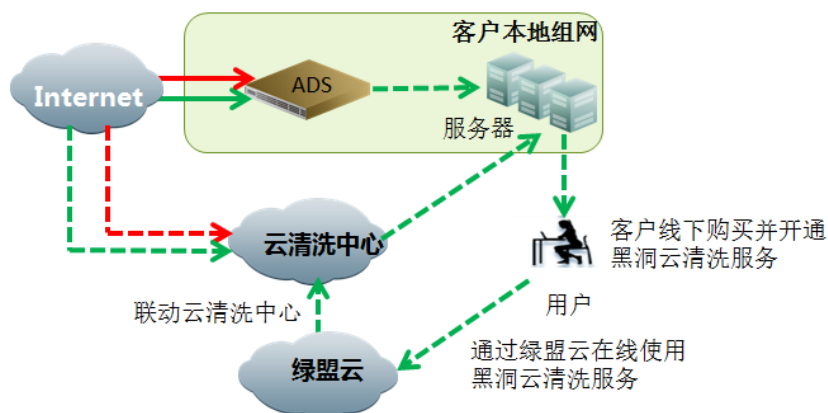 客户本地组网
Internet
ADS
服务器
云清洗中心
客户线下购买并开通
黑洞云清洗服务
联动云清洗中心
用户
绿盟云
通过绿盟云在线使用
黑洞云清洗服务